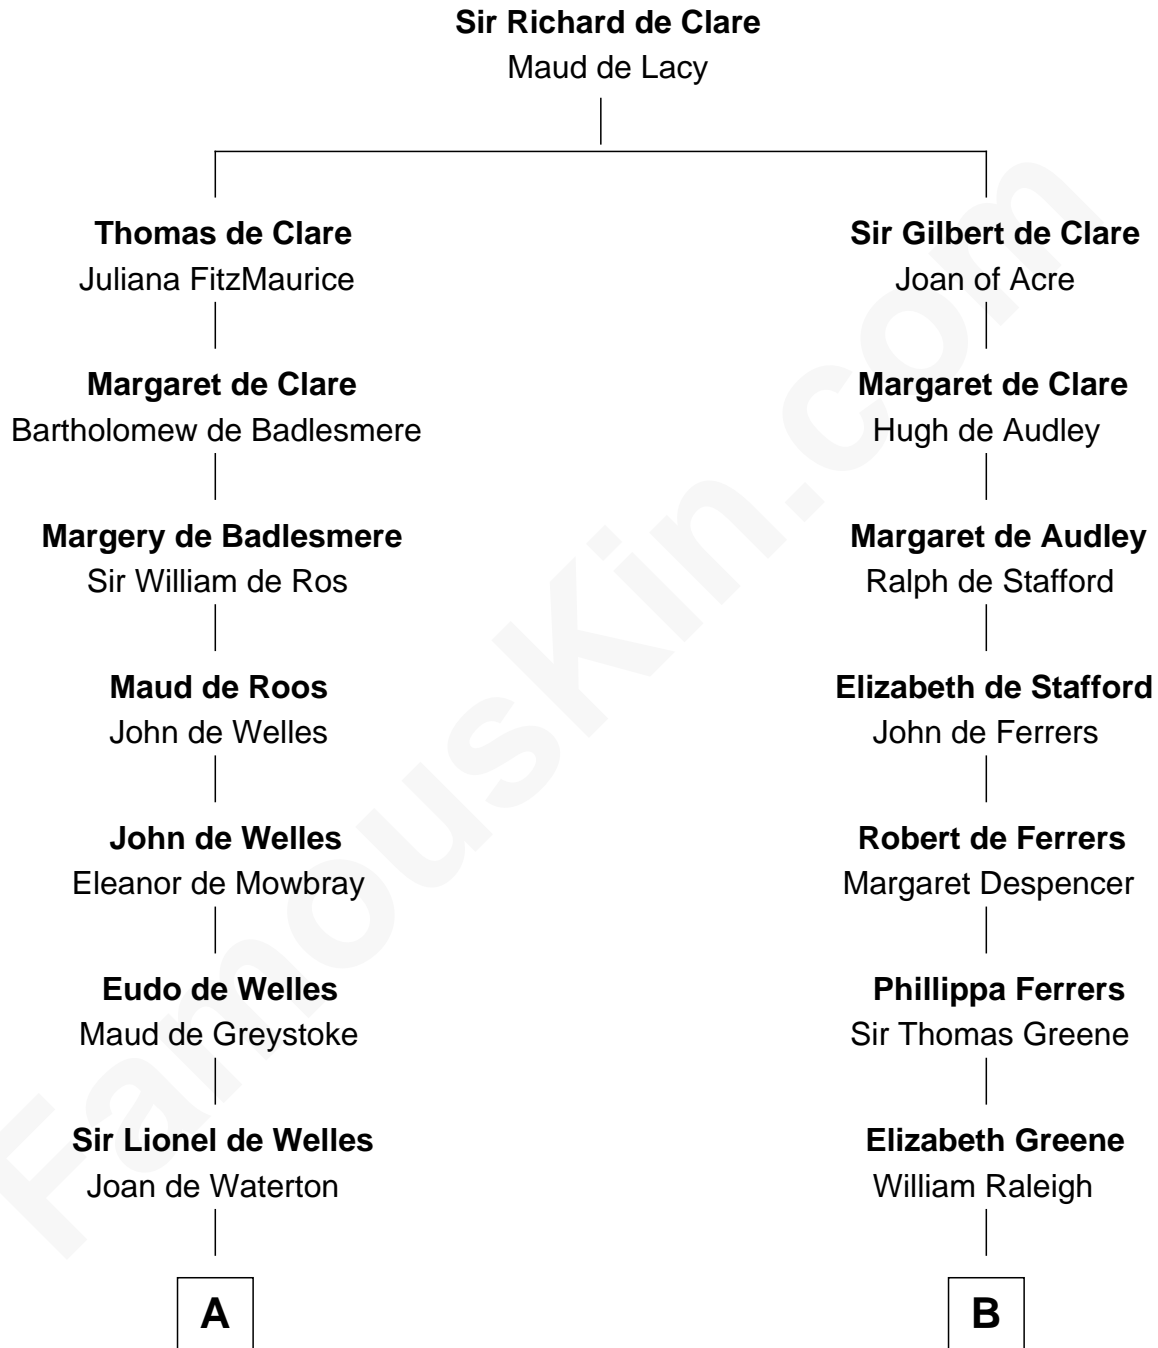 Sir Richard de Clare
Maud de Lacy
Thomas de Clare
Juliana FitzMaurice
Margaret de Clare
Bartholomew de Badlesmere
Margery de Badlesmere
Sir William de Ros
Maud de Roos
John de Welles
John de Welles
Eleanor de Mowbray
Eudo de Welles
Maud de Greystoke
Sir Lionel de Welles
Joan de Waterton
A
Sir Gilbert de Clare
Joan of Acre
Margaret de Clare
Hugh de Audley
Margaret de Audley
Ralph de Stafford
Elizabeth de Stafford
John de Ferrers
Robert de Ferrers
Margaret Despencer
Phillippa Ferrers
Sir Thomas Greene
Elizabeth Greene
William Raleigh
B
FamousKin.com